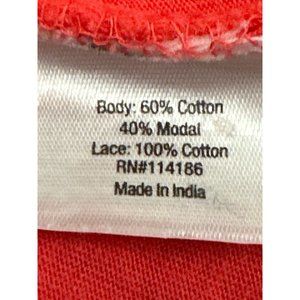 Body: 60% Cotton
40% Modal
Lace: 100% Cotton
RN#114186
Made in India